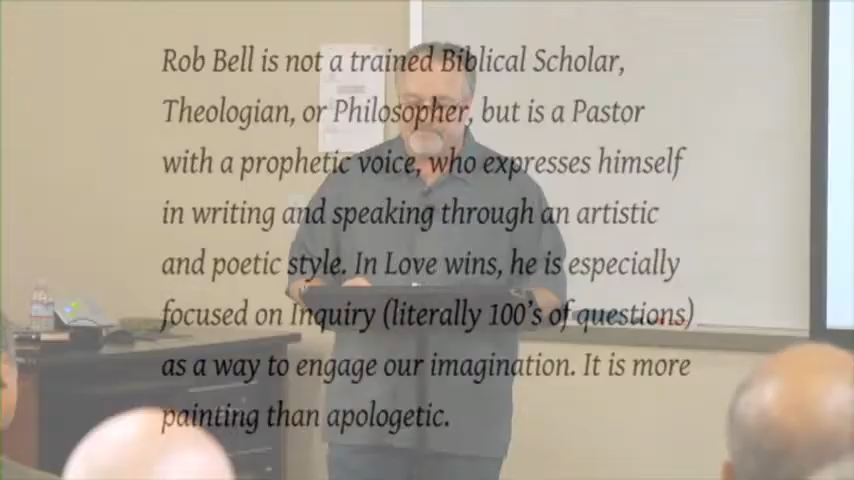 Rob Bell is not a trained Biblical Scholar,
Theologian, or Philosopher, but is a Pastor
with a prophetic voice, who expresses himself
in writing and speaking through an artistic
and poetic style. In Love wins, he is especially
focused on Inquiry (literally 100's of questions)
as a way to engage our imagination. It is more
painting than apologetic.